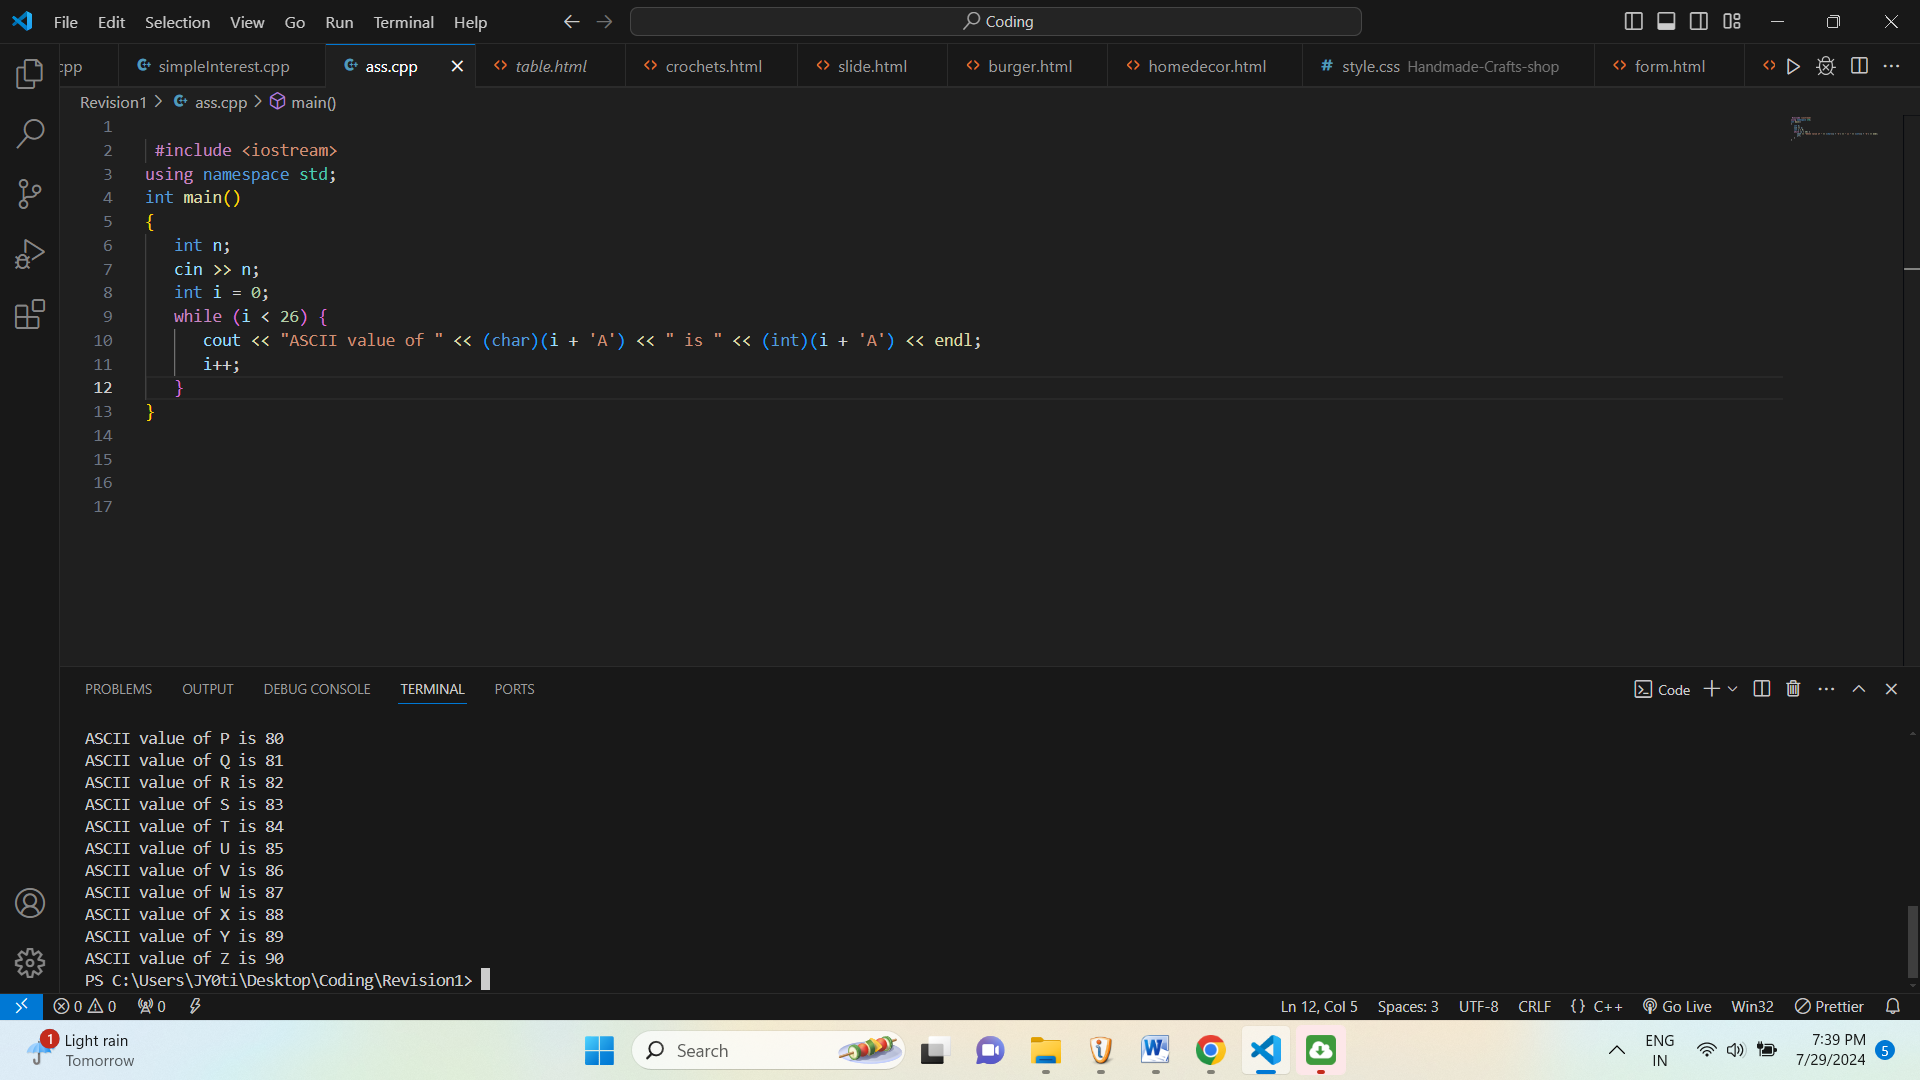 File Edit Selection View Go Run Terminal Help
Coding
cpp
simpleInterest.cpp
ass.cpp
table.html
crochets.html
slide.html
burger.html
homedecor.html
style.css Handmade-Crafts-shop
form.html
Revision1 > ass.cpp > main()
1
2 #include <iostream>
3 using namespace std;
4 int main()
5 {
6 int n;
7 cin >> n;
8 int i = 0;
9 while (i < 26) {
10 cout << "ASCII value of " << (char)(i + 'A') << " is " << (int)(i + 'A') << endl;
11 i++;
12 }
13 }
14
15
16
17
PROBLEMS OUTPUT DEBUG CONSOLE TERMINAL PORTS
Code
ASCII value of P is 80
ASCII value of Q is 81
ASCII value of R is 82
ASCII value of S is 83
ASCII value of T is 84
ASCII value of U is 85
ASCII value of V is 86
ASCII value of W is 87
ASCII value of X is 88
ASCII value of Y is 89
ASCII value of Z is 90
PS C:\Users\JY0ti\Desktop\Coding\Revision1>
0 0 0
Ln 12, Col 5 Spaces: 3 UTF-8 CRLF {} C++ Go Live Win32 Prettier
1
Light rain
Tomorrow
Search
ENG
IN
7:39 PM
7/29/2024
5